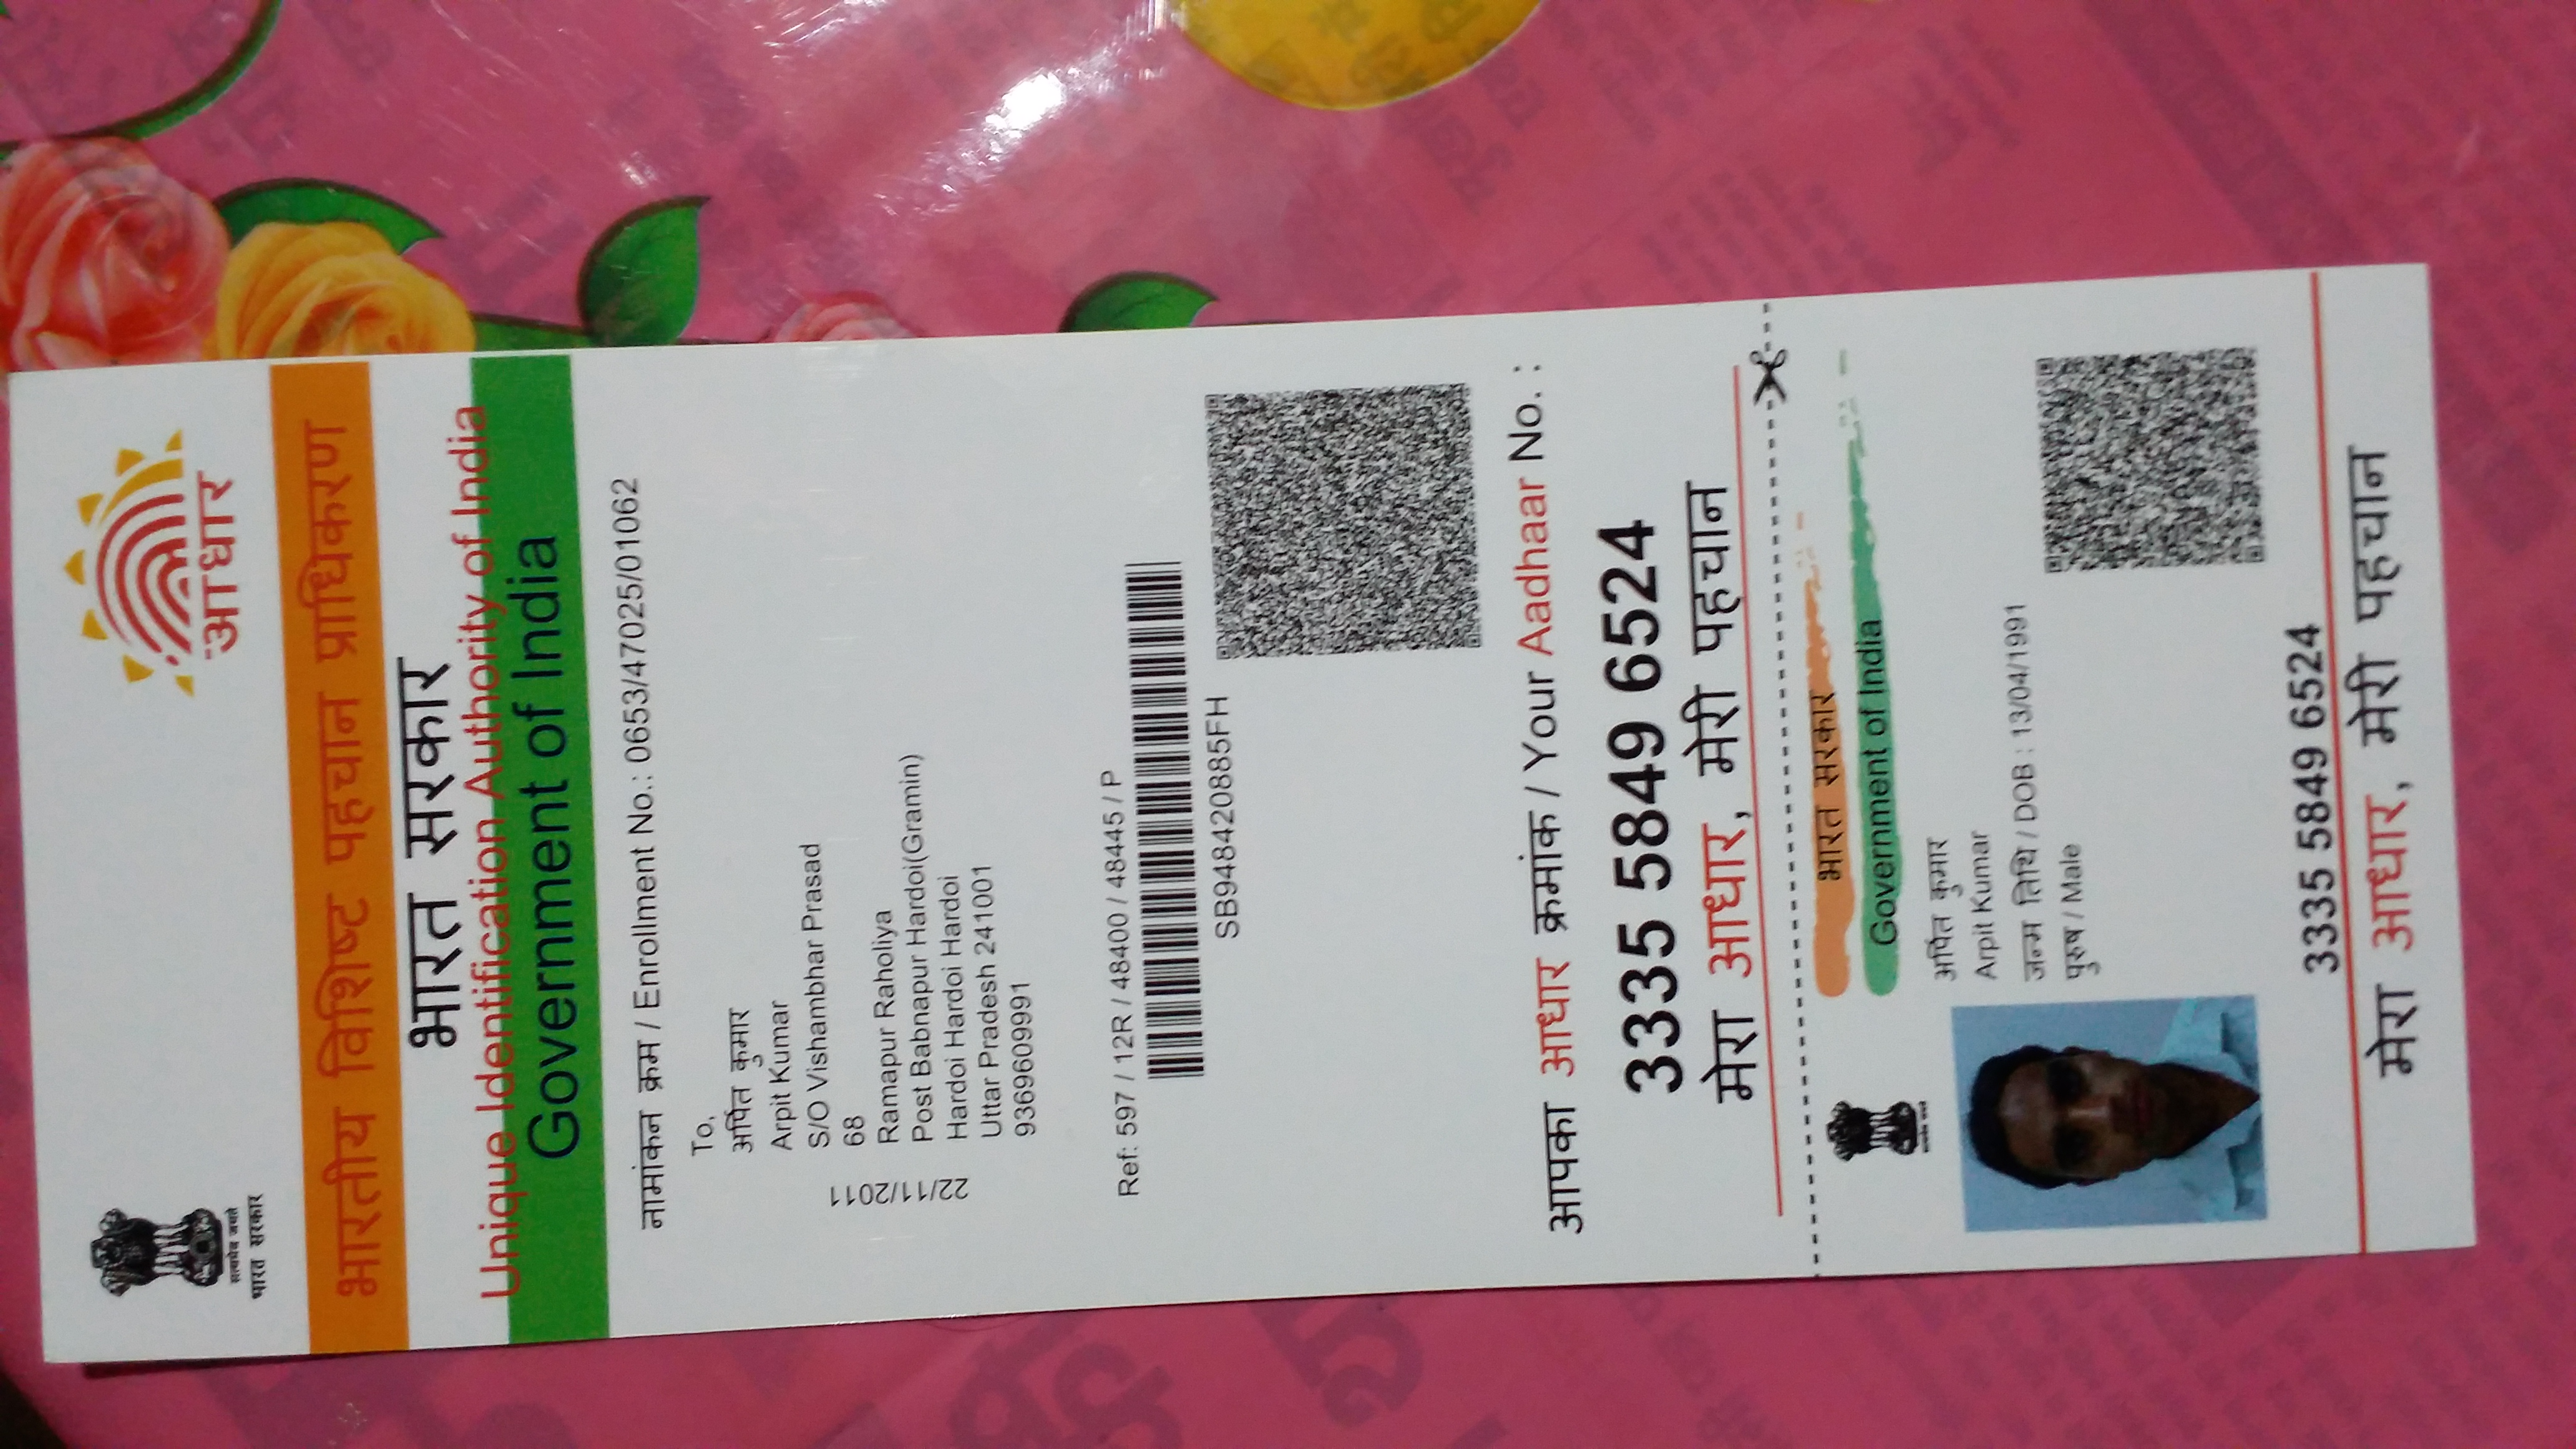 सत्यमेव जयते
भारत सरकार
आधार
भारतीय विशिष्ट पहचान प्राधिकरण
भारत सरकार
Unique Identification Authority of India
Government of India
नामांकन क्रम / Enrollment No.: 0653/47025/01062
To,
अर्पित कुमार
Arpit Kumar
S/O Vishambhar Prasad
68
Ramapur Raholiya
Post Babnapur Hardoi(Gramin)
Hardoi Hardoi Hardoi
Uttar Pradesh 241001
9369609991
22/11/2011
Ref: 597 / 12R / 48400 / 48445 / P
SB948420885FH
आपका आधार क्रमांक / Your Aadhaar No. :
3335 5849 6524
मेरा आधार, मेरी पहचान
भारत सरकार
Government of India
सत्यमेव जयते
अर्पित कुमार
Arpit Kumar
जन्म तिथि / DOB : 13/04/1991
पुरुष / Male
3335 5849 6524
मेरा आधार, मेरी पहचान